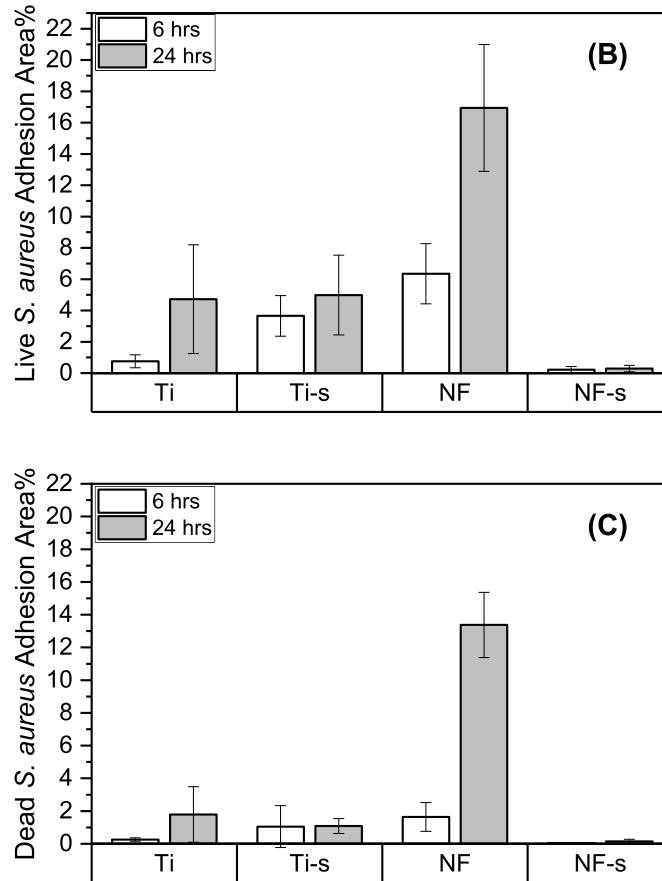 22
20
18
16
14
12
10
8
6
4
2
0
Live S. aureus Adhesion Area%
6 hrs
24 hrs
(B)
Ti Ti-s NF NF-s
22
20
18
16
14
12
10
8
6
4
2
0
Dead S. aureus Adhesion Area%
6 hrs
24 hrs
(C)
Ti Ti-s NF NF-s